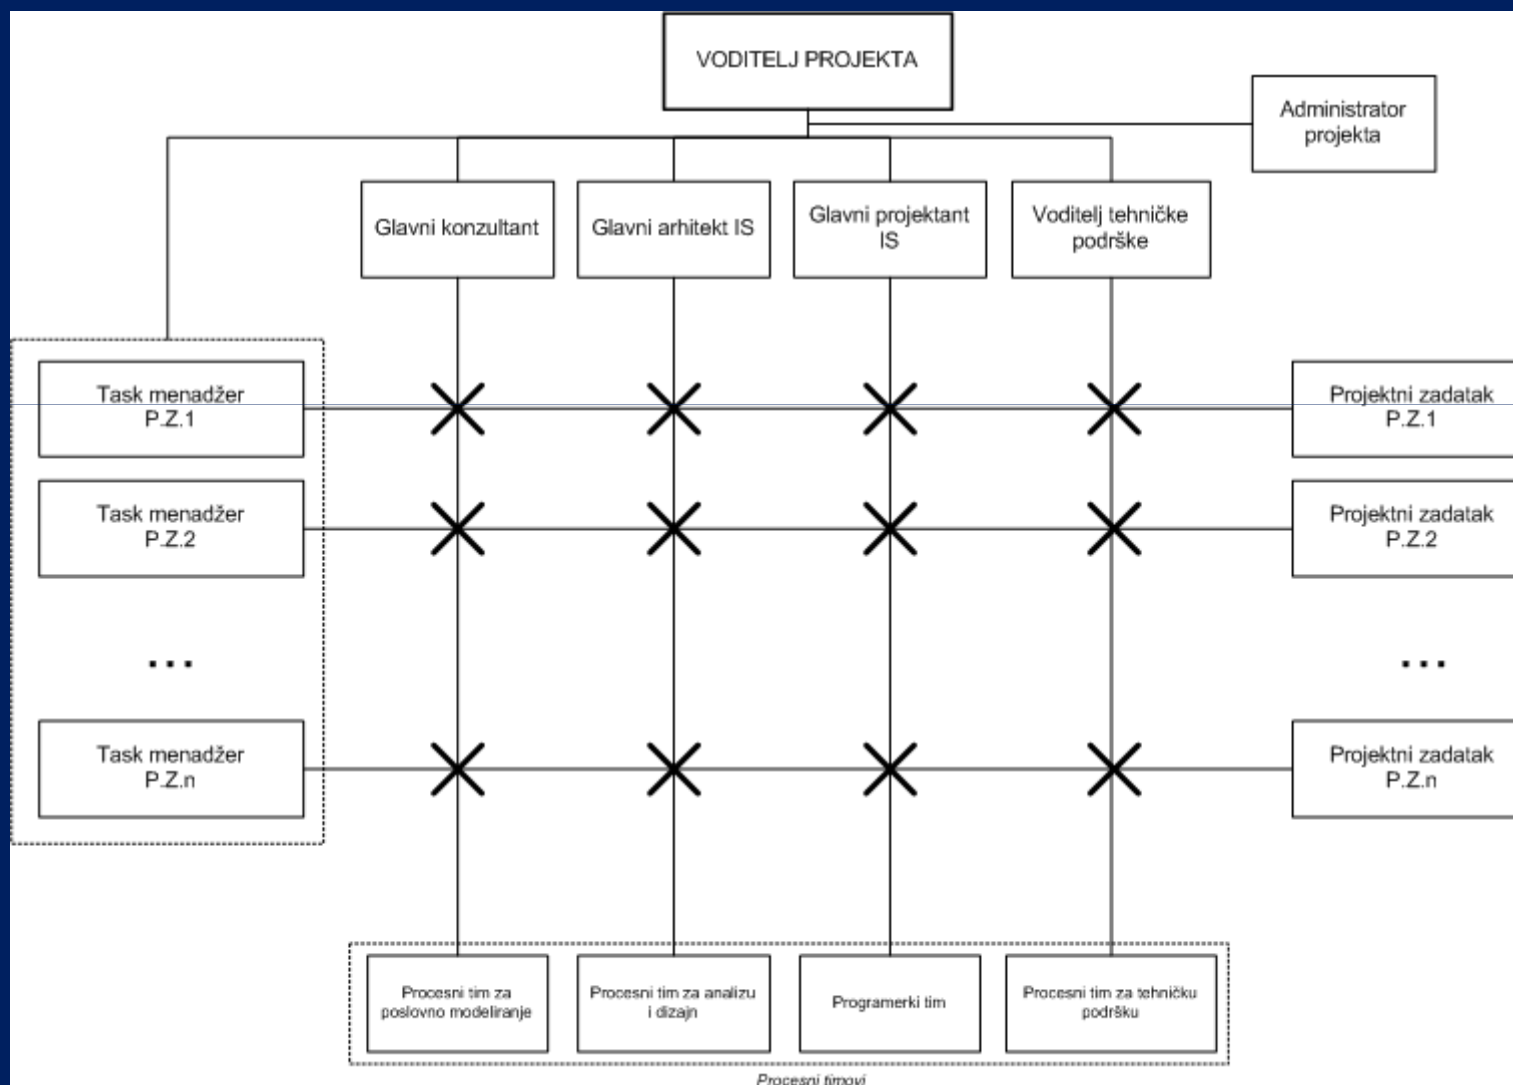 VODITELJ PROJEKTA
Administrator
projekta
Glavni konzultant
Glavni arhitekt IS
Glavni projektant
IS
Voditelj tehničke
podrške
Task menadžer
P.Z.1
Projektni zadatak
P.Z.1
Task menadžer
P.Z.2
Projektni zadatak
P.Z.2
...
...
Task menadžer
P.Z.n
Projektni zadatak
P.Z.n
Procesni tim za
poslovno modeliranje
Procesni tim za analizu
i dizajn
Programerki tim
Procesni tim za tehničku
podršku
Procesni timovi